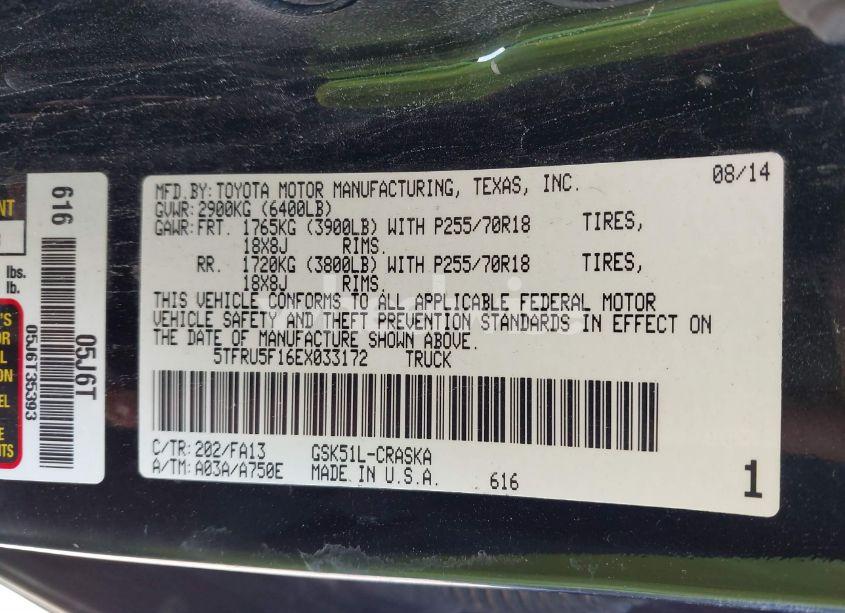 MFD.BY: TOYOTA MOTOR MANUFACTURING, TEXAS, INC. 08/14
GVWR: 2900KG (6400LB)
GAWR: FRT. 1765KG (3900LB) WITH P255/70R18 TIRES,
18X8J RIMS.
RR. 1720KG (3800LB) WITH P255/70R18 TIRES,
18X8J RIMS.
THIS VEHICLE CONFORMS TO ALL APPLICABLE FEDERAL MOTOR
VEHICLE SAFETY AND THEFT PREVENTION STANDARDS IN EFFECT ON
THE DATE OF MANUFACTURE SHOWN ABOVE.
5TFRU5F16EX033172 TRUCK
C/TR: 202/FA13 GSK51L-CRASKA
A/TM: A03A/A750E MADE IN U.S.A. 616 1
616
05J6T35393
05J6T
lbs.
lb.